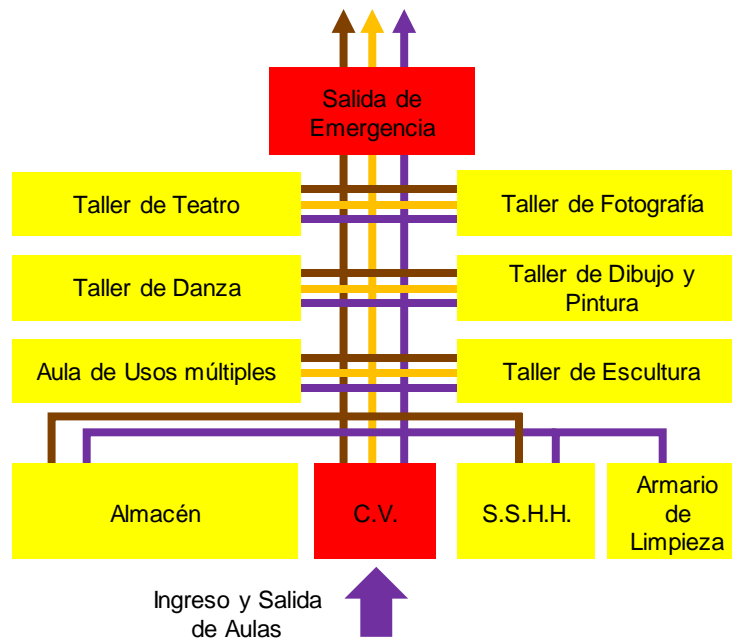 Salida de
Emergencia
Taller de Teatro
Taller de Fotografía
Taller de Danza
Taller de Dibujo y
Pintura
Aula de Usos múltiples
Taller de Escultura
Almacén
C.V.
S.S.H.H.
Armario
de
Limpieza
Ingreso y Salida
de Aulas